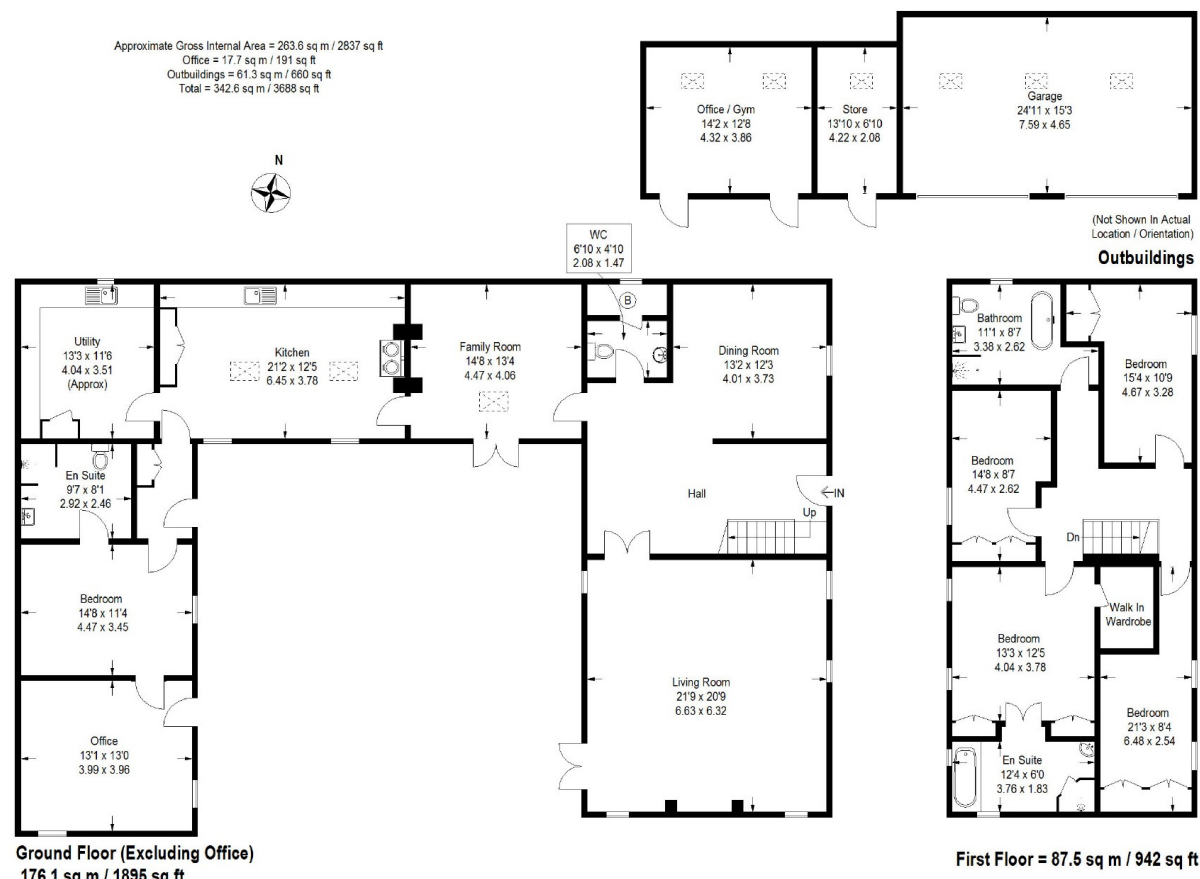 Approximate Gross Internal Area = 263.6 sq m / 2837 sq ft
Office = 17.7 sq m / 191 sq ft
Outbuildings = 61.3 sq m / 660 sq ft
Total = 342.6 sq m / 3688 sq ft
N
Office / Gym
14'2 x 12'8
4.32 x 3.86
Store
13'10 x 6'10
4.22 x 2.08
Garage
24'11 x 15'3
7.59 x 4.65
(Not Shown In Actual
Location / Orientation)
Outbuildings
WC
6'10 x 4'10
2.08 x 1.47
B
Utility
13'3 x 11'6
4.04 x 3.51
(Approx)
Kitchen
21'2 x 12'5
6.45 x 3.78
Family Room
14'8 x 13'4
4.47 x 4.06
Dining Room
13'2 x 12'3
4.01 x 3.73
En Suite
9'7 x 8'1
2.92 x 2.46
Hall
IN
Up
Bedroom
14'8 x 11'4
4.47 x 3.45
Office
13'1 x 13'0
3.99 x 3.96
Living Room
21'9 x 20'9
6.63 x 6.32
Ground Floor (Excluding Office)
176.1 sq m / 1895 sq ft
Bathroom
11'1 x 8'7
3.38 x 2.62
Bedroom
15'4 x 10'9
4.67 x 3.28
Bedroom
14'8 x 8'7
4.47 x 2.62
Dn
Walk In
Wardrobe
Bedroom
13'3 x 12'5
4.04 x 3.78
Bedroom
21'3 x 8'4
6.48 x 2.54
En Suite
12'4 x 6'0
3.76 x 1.83
First Floor = 87.5 sq m / 942 sq ft